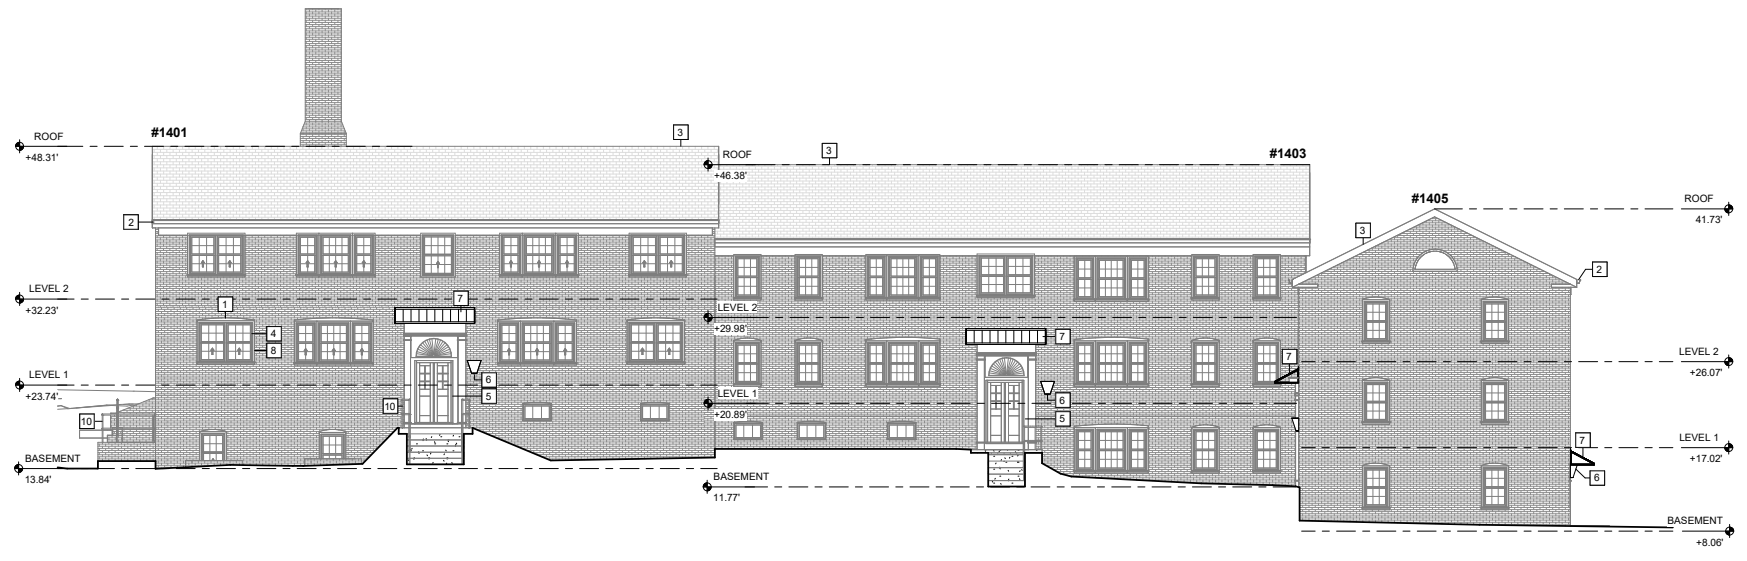 #1401
3
ROOF
+48.31'
3
ROOF
+46.38'
#1403
#1405
ROOF
41.73'
2
3
2
LEVEL 2
+32.23'
1
7
4
8
LEVEL 2
+29.98'
7
7
LEVEL 2
+26.07'
LEVEL 1
+23.74'
6
5
10
10
LEVEL 1
+20.89'
6
5
LEVEL 1
+17.02'
7
6
BASEMENT
13.84'
BASEMENT
11.77'
BASEMENT
+8.06'